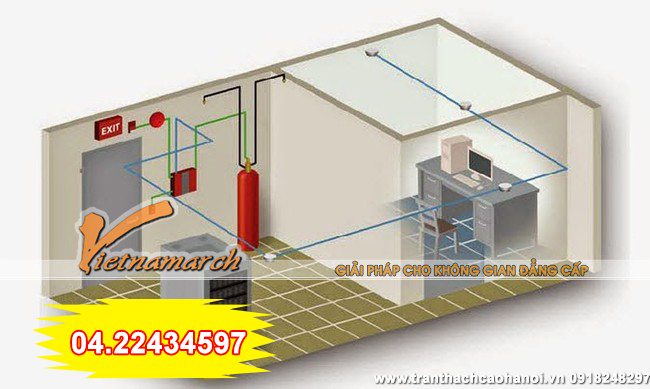 EXIT
Vietnamarch
GIẢI PHÁP CHO KHÔNG GIAN ĐẲNG CẤP
04.22434597
www.tranthachcaohanoi.vn 0918248297